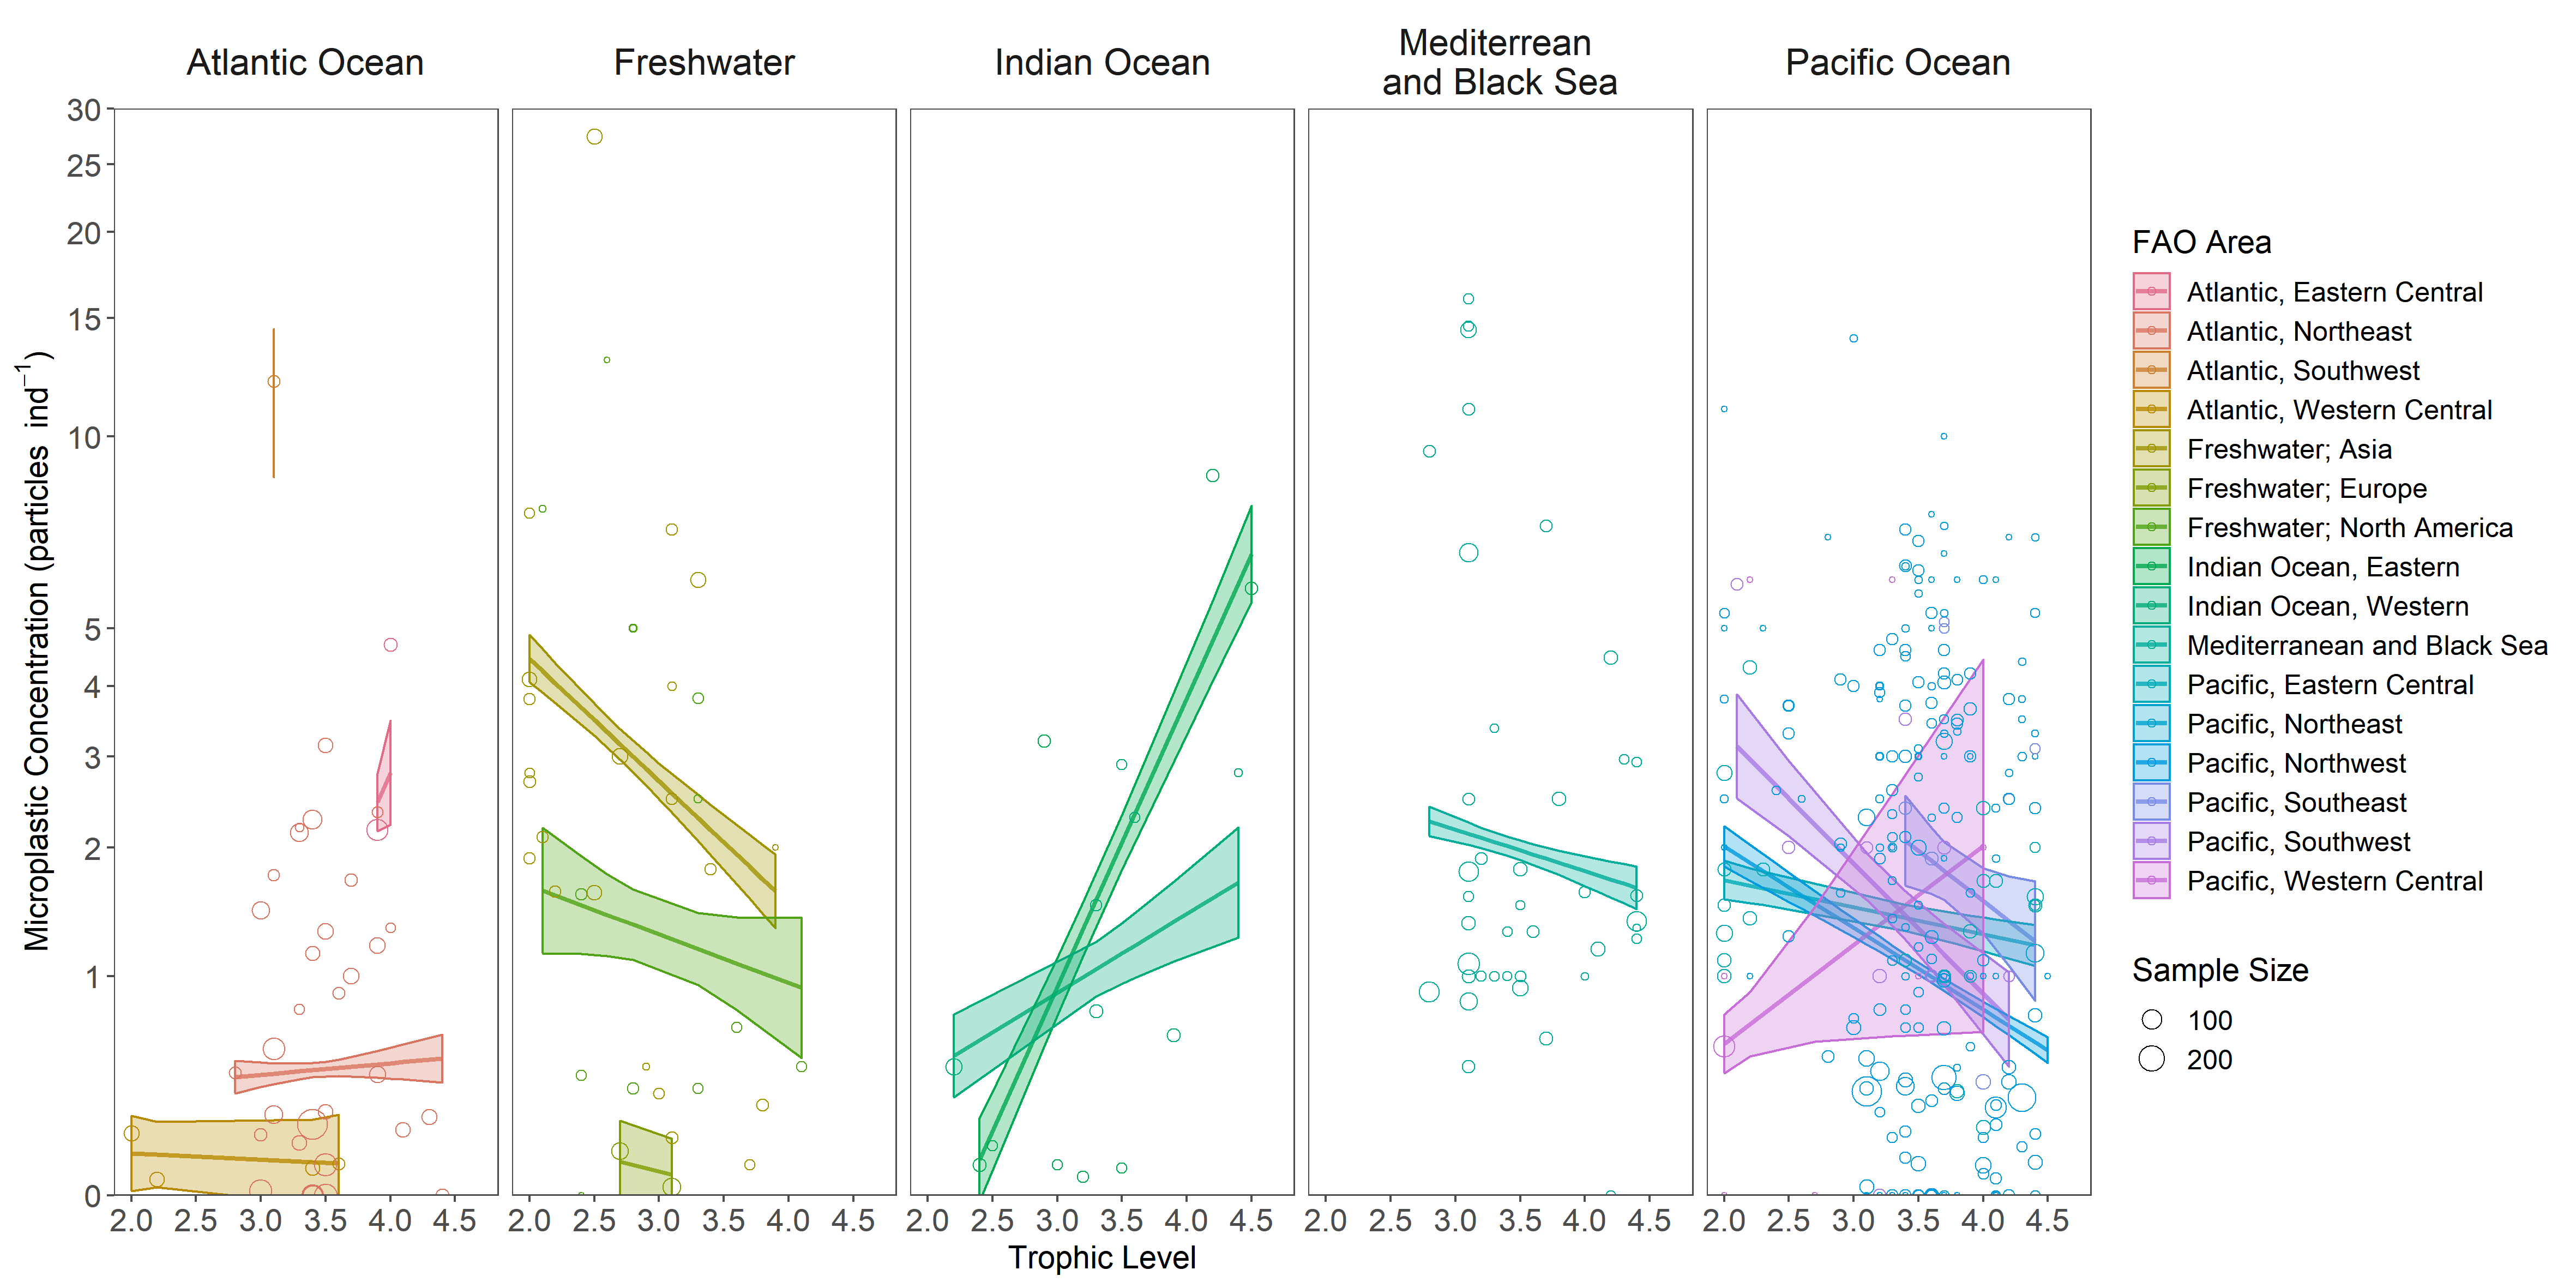 Atlantic Ocean
Freshwater
Indian Ocean
Mediterrean
and Black Sea
Pacific Ocean
30
25
20
15
10
5
4
3
2
1
0
Microplastic Concentration (particles ind⁻¹)
2.0 2.5 3.0 3.5 4.0 4.5
2.0 2.5 3.0 3.5 4.0 4.5
2.0 2.5 3.0 3.5 4.0 4.5
2.0 2.5 3.0 3.5 4.0 4.5
2.0 2.5 3.0 3.5 4.0 4.5
Trophic Level
FAO Area
Atlantic, Eastern Central
Atlantic, Northeast
Atlantic, Southwest
Atlantic, Western Central
Freshwater; Asia
Freshwater; Europe
Freshwater; North America
Indian Ocean, Eastern
Indian Ocean, Western
Mediterranean and Black Sea
Pacific, Eastern Central
Pacific, Northeast
Pacific, Northwest
Pacific, Southeast
Pacific, Southwest
Pacific, Western Central
Sample Size
100
200